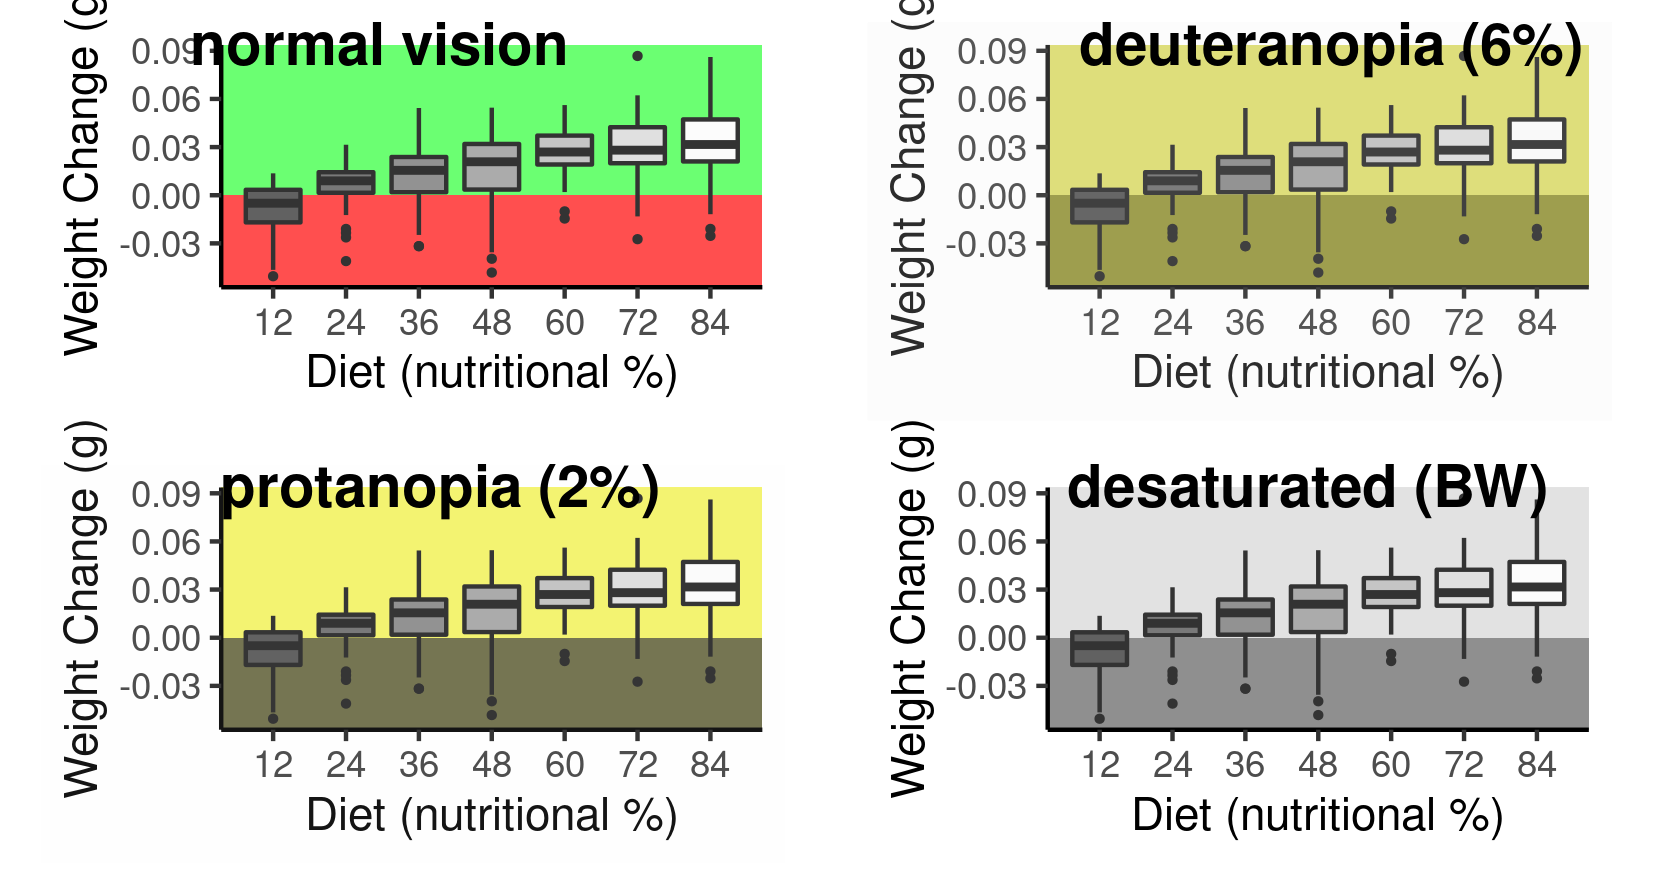 normal vision
Weight Change (g)
0.09
0.06
0.03
0.00
-0.03
12 24 36 48 60 72 84
Diet (nutritional %)
deuteranopia (6%)
Weight Change (g)
0.09
0.06
0.03
0.00
-0.03
12 24 36 48 60 72 84
Diet (nutritional %)
protanopia (2%)
Weight Change (g)
0.09
0.06
0.03
0.00
-0.03
12 24 36 48 60 72 84
Diet (nutritional %)
desaturated (BW)
Weight Change (g)
0.09
0.06
0.03
0.00
-0.03
12 24 36 48 60 72 84
Diet (nutritional %)